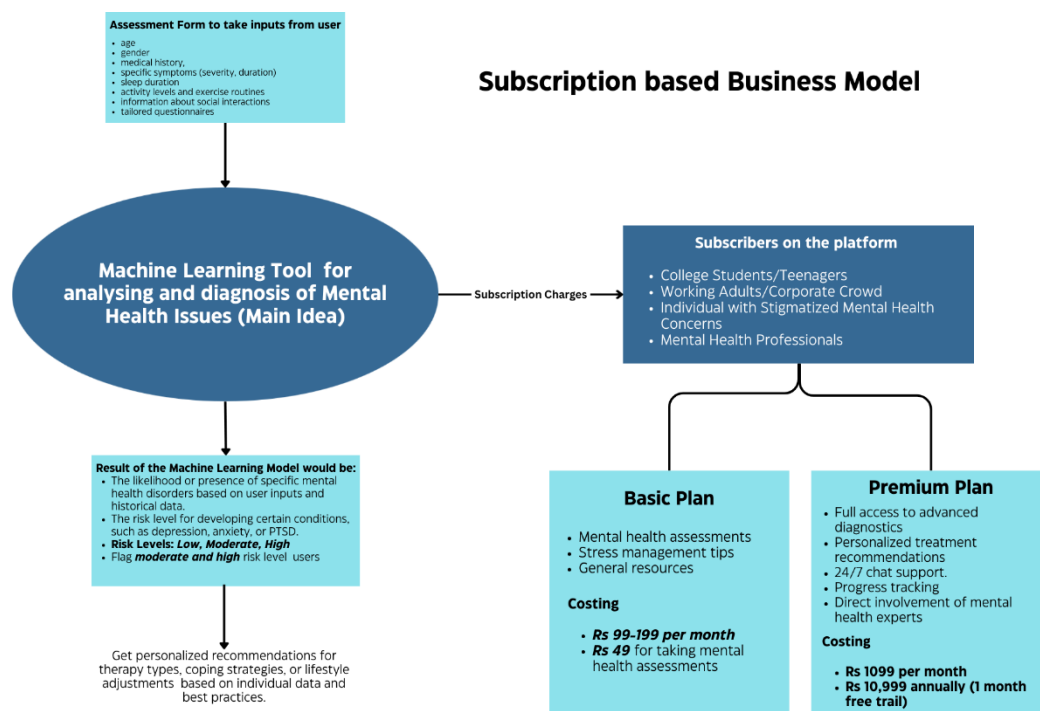 Assessment Form to take inputs from user
• age
• gender
• medical history,
• specific symptoms (severity, duration)
• sleep duration
• activity levels and exercise routines
• information about social interactions
• tailored questionnaires
Subscription based Business Model
Machine Learning Tool for
analysing and diagnosis of Mental
Health Issues (Main Idea)
Subscription Charges
Subscribers on the platform
• College Students/Teenagers
• Working Adults/Corporate Crowd
• Individual with Stigmatized Mental Health
Concerns
• Mental Health Professionals
Result of the Machine Learning Model would be:
• The likelihood or presence of specific mental
health disorders based on user inputs and
historical data.
• The risk level for developing certain conditions,
such as depression, anxiety, or PTSD.
• Risk Levels: Low, Moderate, High
• Flag moderate and high risk level users
Get personalized recommendations for
therapy types, coping strategies, or lifestyle
adjustments based on individual data and
best practices.
Basic Plan
• Mental health assessments
• Stress management tips
• General resources
Costing
• Rs 99-199 per month
• Rs 49 for taking mental
health assessments
Premium Plan
• Full access to advanced
diagnostics
• Personalized treatment
recommendations
• 24/7 chat support.
• Progress tracking
• Direct involvement of mental
health experts
Costing
• Rs 1099 per month
• Rs 10,999 annually (1 month
free trail)